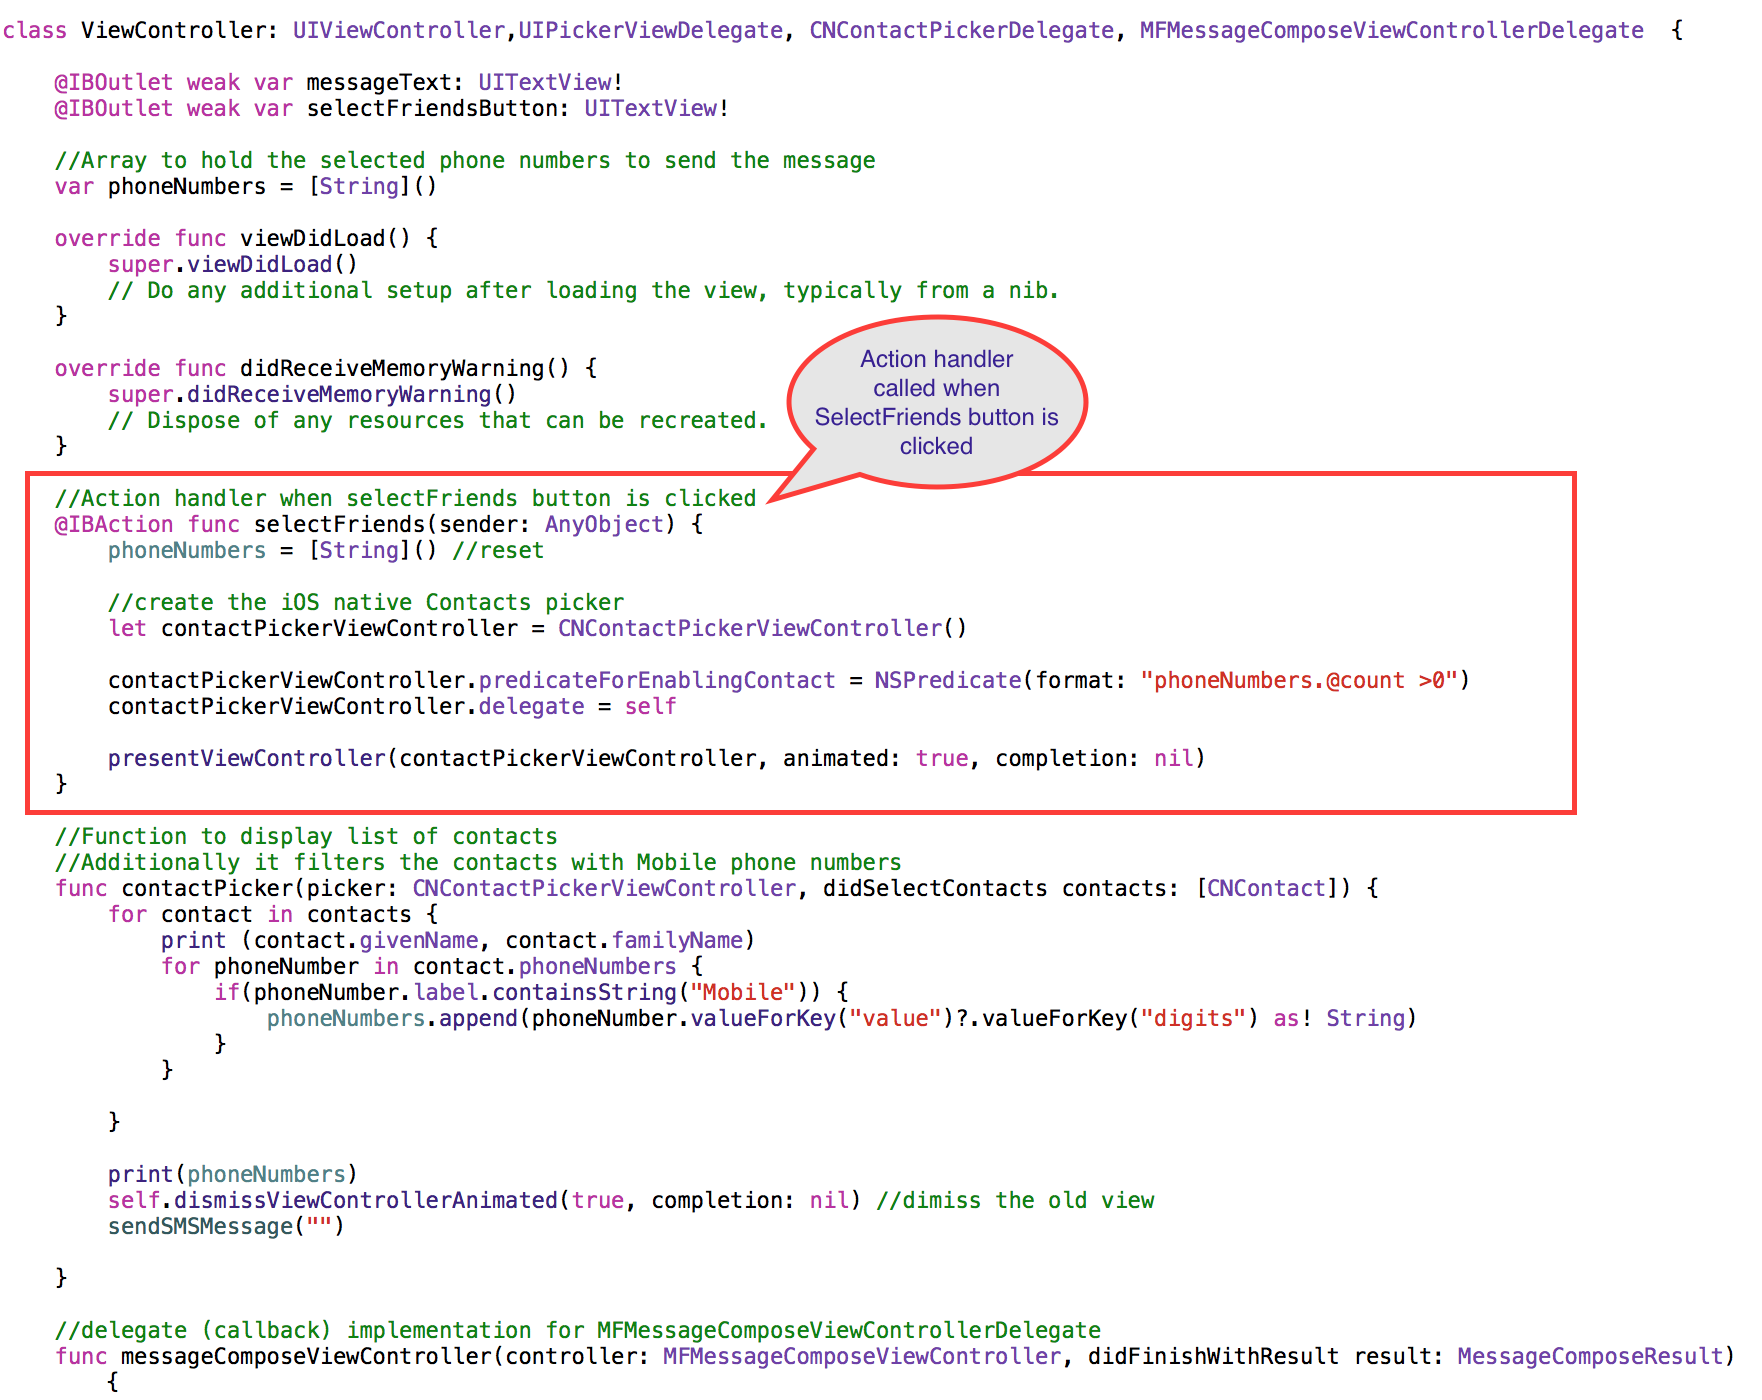 class ViewController: UIViewController,UIPickerViewDelegate, CNContactPickerDelegate, MFMessageComposeViewControllerDelegate  {
@IBOutlet weak var messageText: UITextView!
@IBOutlet weak var selectFriendsButton: UITextView!
//Array to hold the selected phone numbers to send the message
var phoneNumbers = [String]()
override func viewDidLoad() {
super.viewDidLoad()
// Do any additional setup after loading the view, typically from a nib.
}
override func didReceiveMemoryWarning() {
super.didReceiveMemoryWarning()
// Dispose of any resources that can be recreated.
}
Action handler
called when
SelectFriends button is
clicked
//Action handler when selectFriends button is clicked
@IBAction func selectFriends(sender: AnyObject) {
phoneNumbers = [String]() //reset
//create the iOS native Contacts picker
let contactPickerViewController = CNContactPickerViewController()
contactPickerViewController.predicateForEnablingContact = NSPredicate(format: "phoneNumbers.@count >0")
contactPickerViewController.delegate = self
presentViewController(contactPickerViewController, animated: true, completion: nil)
}
//Function to display list of contacts
//Additionally it filters the contacts with Mobile phone numbers
func contactPicker(picker: CNContactPickerViewController, didSelectContacts contacts: [CNContact]) {
for contact in contacts {
print (contact.givenName, contact.familyName)
for phoneNumber in contact.phoneNumbers {
if(phoneNumber.label.containsString("Mobile")) {
phoneNumbers.append(phoneNumber.valueForKey("value")?.valueForKey("digits") as! String)
}
}
}
print(phoneNumbers)
self.dismissViewControllerAnimated(true, completion: nil) //dimiss the old view
sendSMSMessage("")
}
//delegate (callback) implementation for MFMessageComposeViewControllerDelegate
func messageComposeViewController(controller: MFMessageComposeViewController, didFinishWithResult result: MessageComposeResult)
{